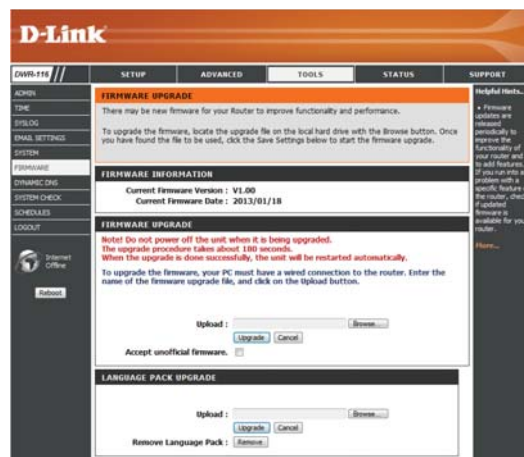 D-Link
DWR-116
SETUP
ADVANCED
TOOLS
STATUS
SUPPORT
ADMIN
TIME
SYSLOG
EMAIL SETTINGS
SYSTEM
FIRMWARE
DYNAMIC DNS
SYSTEM CHECK
SCHEDULES
LOGOUT
Internet
Offline
Reboot
FIRMWARE UPGRADE
There may be new firmware for your Router to improve functionality and performance.
To upgrade the firmware, locate the upgrade file on the local hard drive with the Browse button. Once
you have found the file to be used, click the Save Settings below to start the firmware upgrade.
FIRMWARE INFORMATION
Current Firmware Version : V1.00
Current Firmware Date : 2013/01/18
FIRMWARE UPGRADE
Note! Do not power off the unit when it is being upgraded.
The upgrade procedure takes about 180 seconds.
When the upgrade is done successfully, the unit will be restarted automatically.
To upgrade the firmware, your PC must have a wired connection to the router. Enter the
name of the firmware upgrade file, and click on the Upload button.
Upload : Browse...
Upgrade Cancel
Accept unofficial firmware.
LANGUAGE PACK UPGRADE
Upload : Browse...
Upgrade Cancel
Remove Language Pack : Remove
Helpful Hints..
• Firmware
updates are
released
periodically to
improve the
functionality of
your router and
to add features.
If you run into a
problem with a
specific feature
the router, chec
if updated
firmware is
available for you
router.
More...